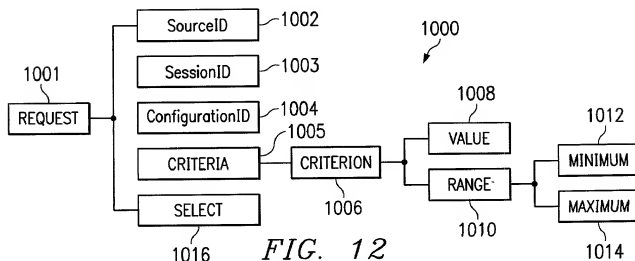 1002
SourceID
1000
1001
1003
SessionID
REQUEST
1004
ConfigurationID
1008
1005
VALUE
1012
CRITERIA
CRITERION
MINIMUM
1006
RANGE
1010
SELECT
MAXIMUM
1016
1014
FIG. 12